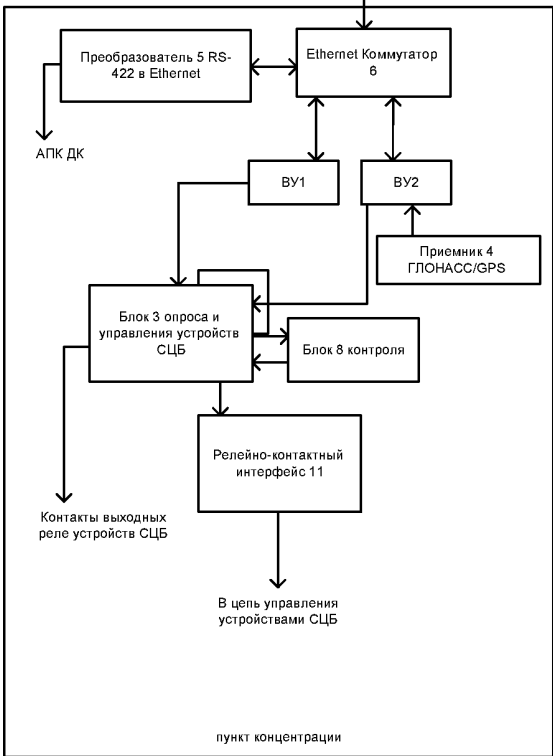 Преобразователь 5 RS-
422 в Ethernet
Ethernet Коммутатор
6
АПК ДК
ВУ1
ВУ2
Приемник 4
ГЛОНАСС/GPS
Блок 3 опроса и
управления устройств
СЦБ
Блок 8 контроля
Релейно-контактный
интерфейс 11
Контакты выходных
реле устройств СЦБ
В цепь управления
устройствами СЦБ
пункт концентрации